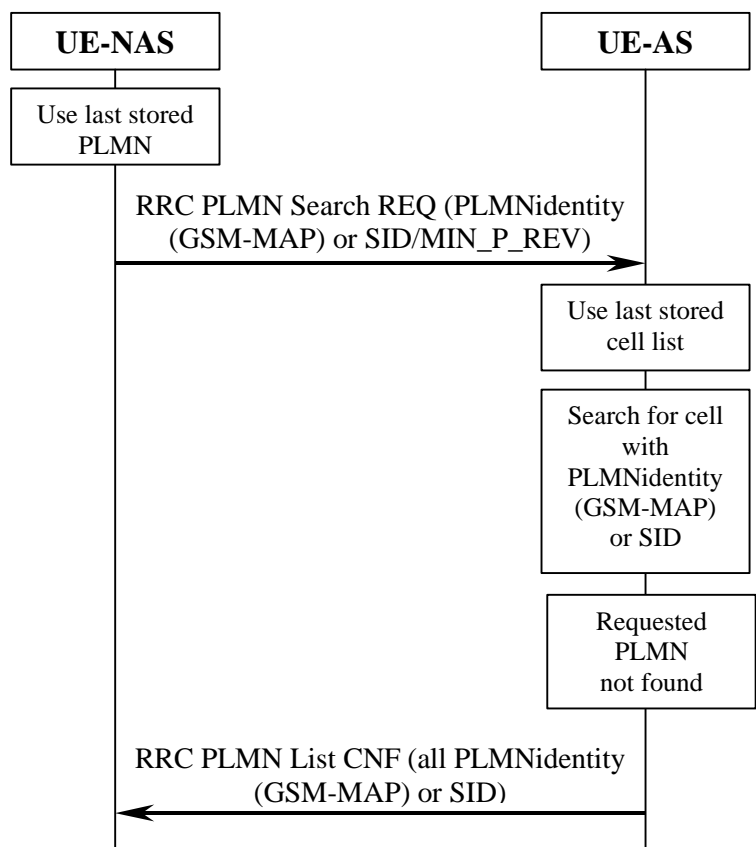 UE-NAS
UE-AS
Use last stored
PLMN
RRC PLMN Search REQ (PLMNidentity
(GSM-MAP) or SID/MIN_P_REV)
Use last stored
cell list
Search for cell
with
PLMNidentity
(GSM-MAP)
or SID
Requested
PLMN
not found
RRC PLMN List CNF (all PLMNidentity
(GSM-MAP) or SID)